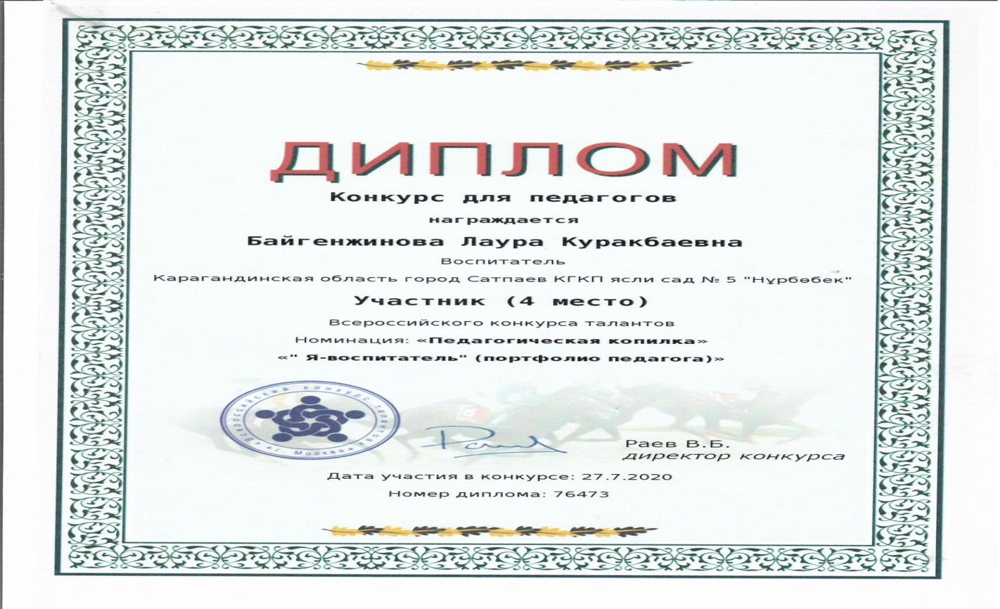 ДИПЛОМ
Конкурс для педагогов
награждается
Байгенжинова Лаура Куракбаевна
Воспитатель
Карагандинская область город Сатпаев КГКП ясли сад № 5 "Нұрбөбек"
Участник (4 место)
Всероссийского конкурса талантов
Номинация: «Педагогическая копилка»
«" Я-воспитатель" (портфолио педагога)»
«Всероссийский конкурс талантов»
*г. Москва*
Раев В.Б.
директор конкурса
Дата участия в конкурсе: 27.7.2020
Номер диплома: 76473